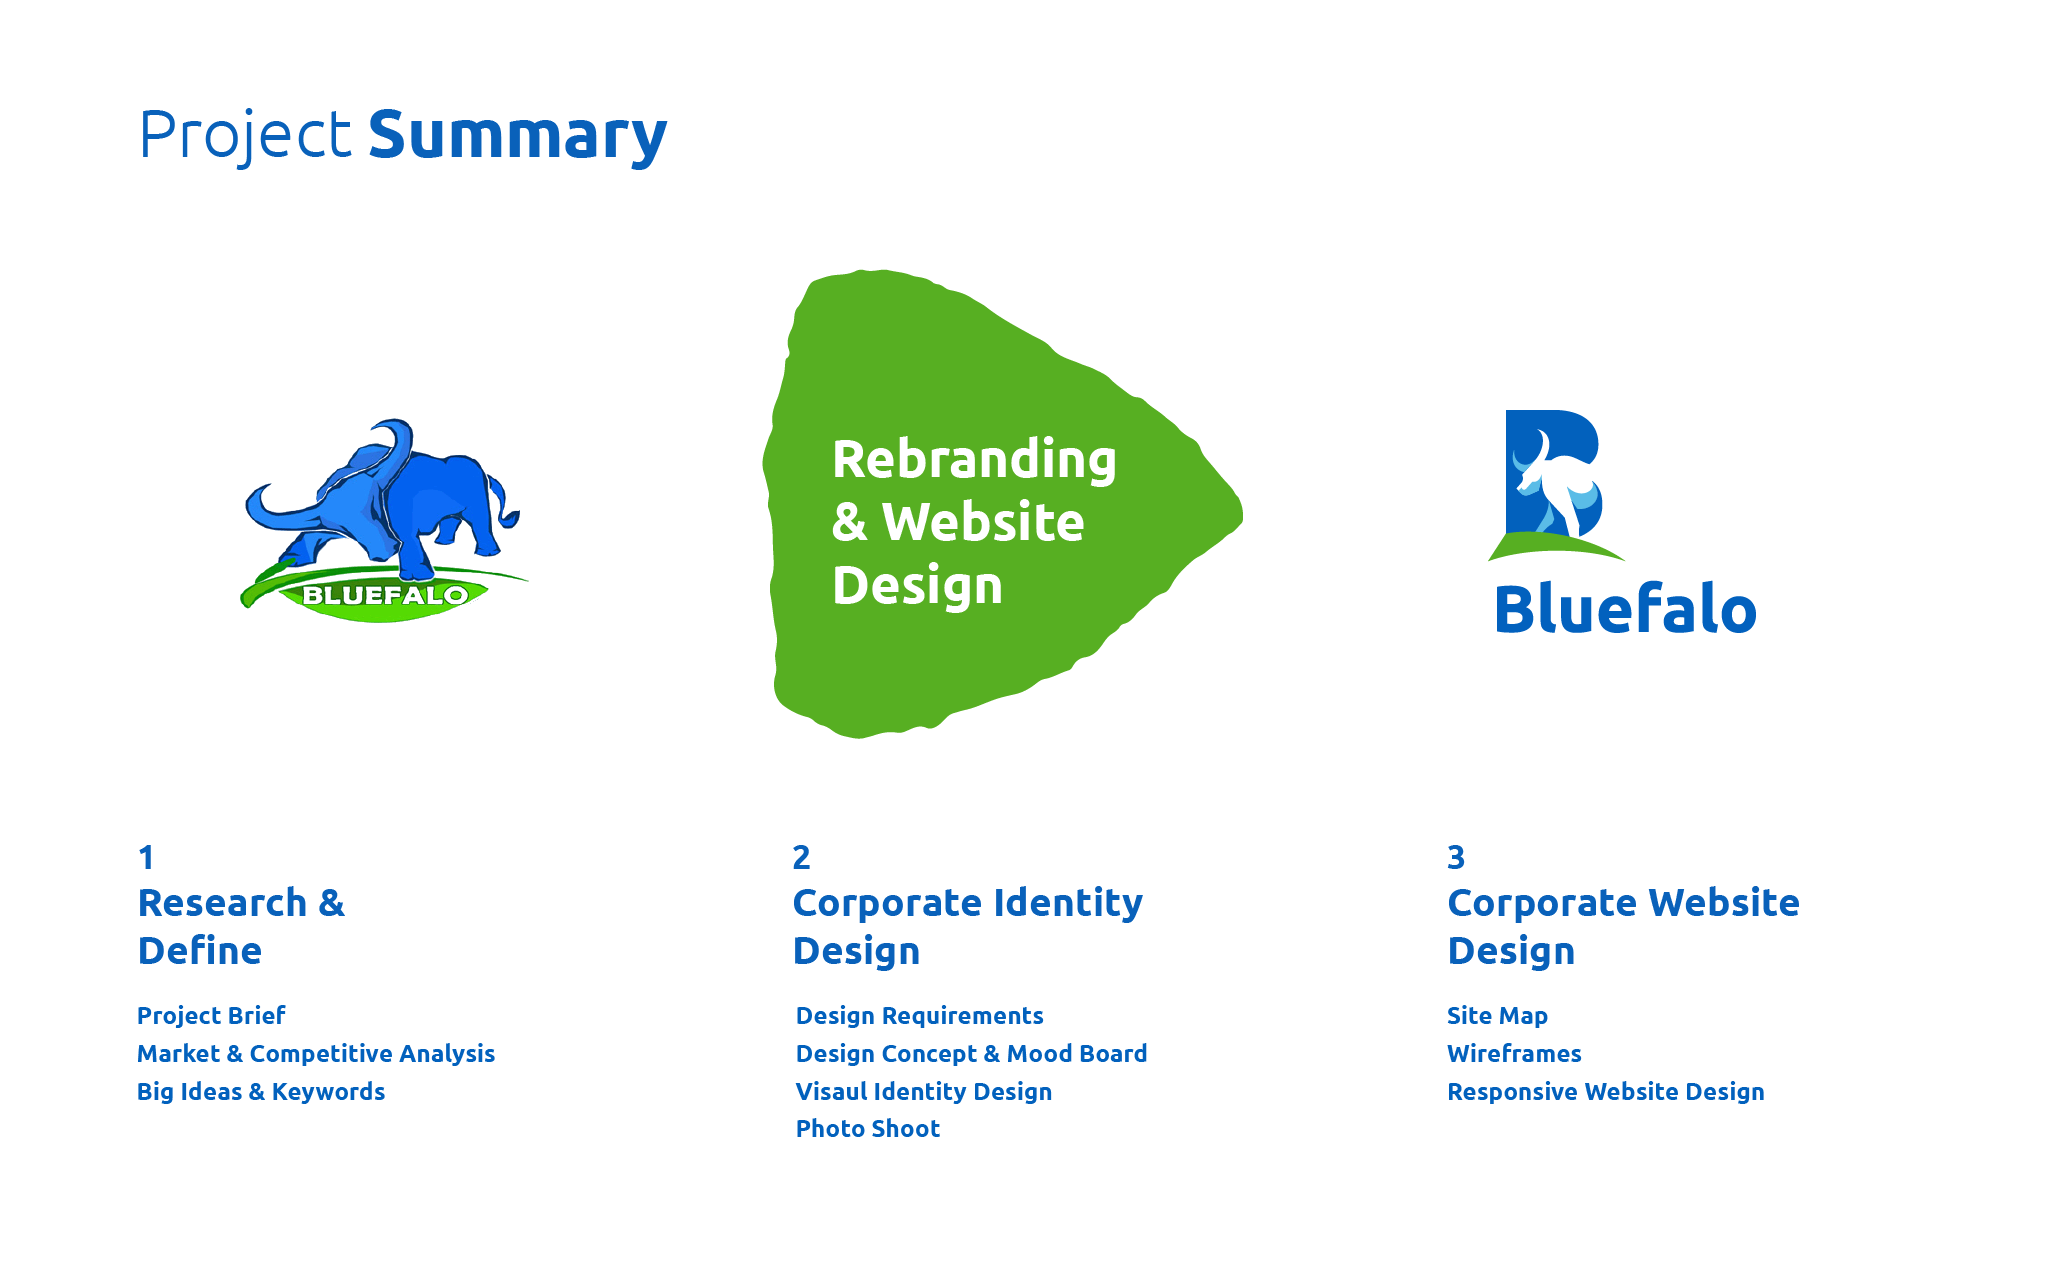 Project Summary
BLUEFALO
Rebranding
& Website
Design
Bluefalo
1
Research &
Define
Project Brief
Market & Competitive Analysis
Big Ideas & Keywords
2
Corporate Identity
Design
Design Requirements
Design Concept & Mood Board
Visaul Identity Design
Photo Shoot
3
Corporate Website
Design
Site Map
Wireframes
Responsive Website Design